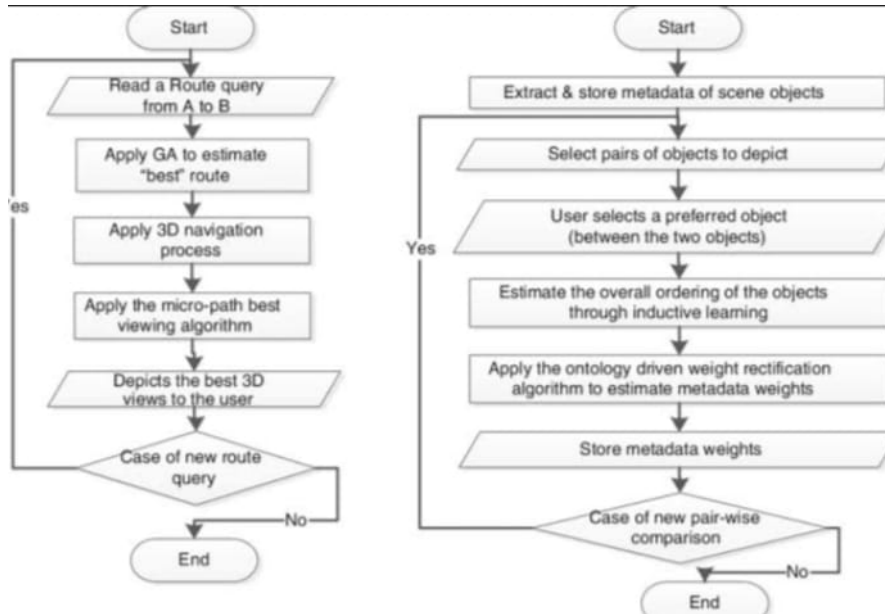 Start
Read a Route query
from A to B
Apply GA to estimate
"best" route
Yes
Apply 3D navigation
process
Apply the micro-path best
viewing algorithm
Depicts the best 3D
views to the user
Case of new route
query
No
End
Start
Extract & store metadata of scene objects
Select pairs of objects to depict
User selects a preferred object
(between the two objects)
Yes
Estimate the overall ordering of the objects
through inductive learning
Apply the ontology driven weight rectification
algorithm to estimate metadata weights
Store metadata weights
Case of new pair-wise
comparison
No
End